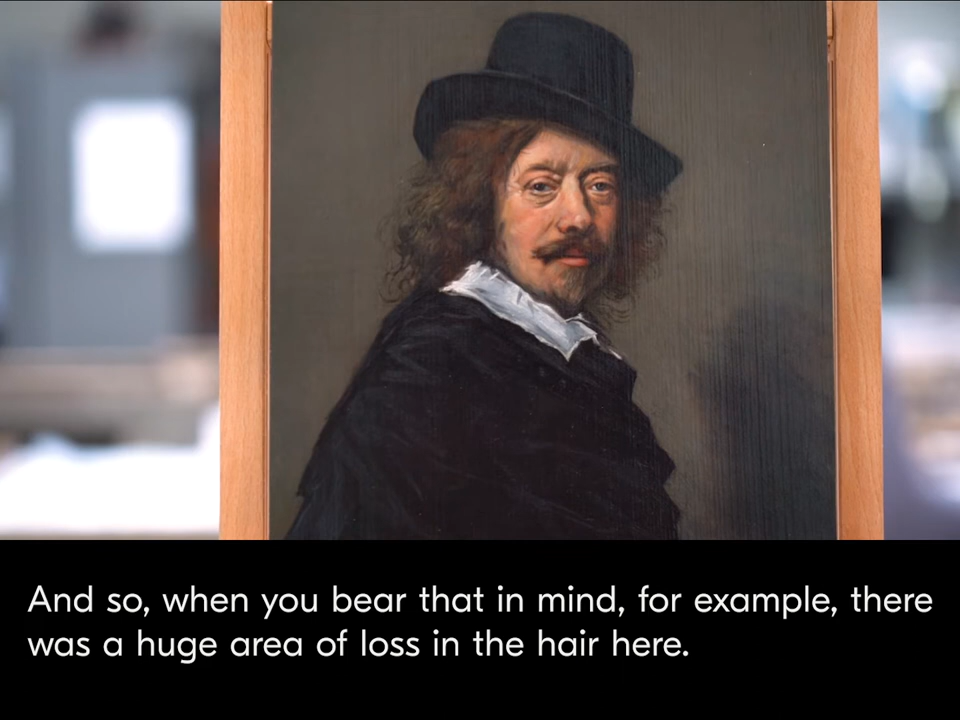 And so, when you bear that in mind, for example, there
was a huge area of loss in the hair here.